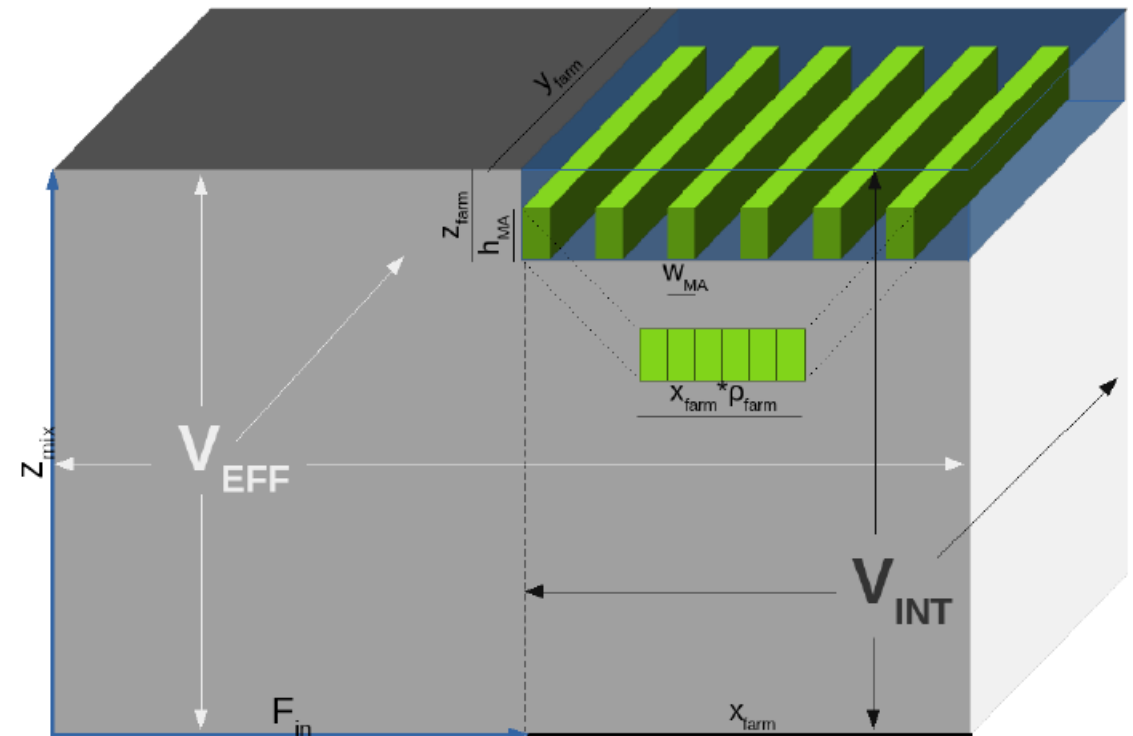 y_farm
z_farm
h_MA
w_MA
x_farm*ρ_farm
z_mix
V_EFF
V_INT
F_in
x_farm